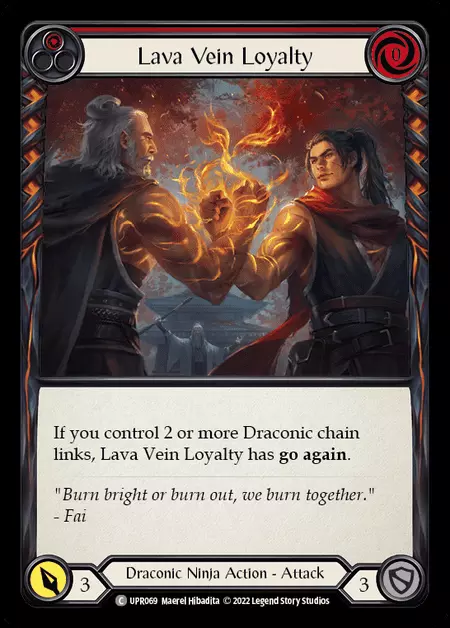 Lava Vein Loyalty
0
If you control 2 or more Draconic chain
links, Lava Vein Loyalty has go again.
"Burn bright or burn out, we burn together."
- Fai
3
Draconic Ninja Action - Attack
3
C UPR069 Maerel Hibadita © 2022 Legend Story Studios